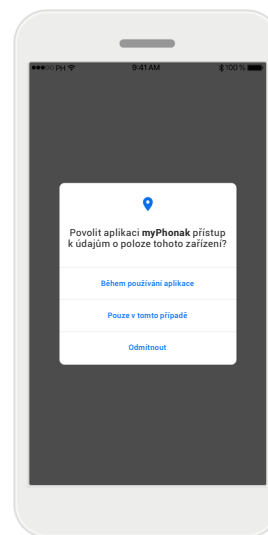 PH 9:41 AM 100%
Povolit aplikaci myPhonak přístup
k údajům o poloze tohoto zařízení?
Během používání aplikace
Pouze v tomto případě
Odmítnout